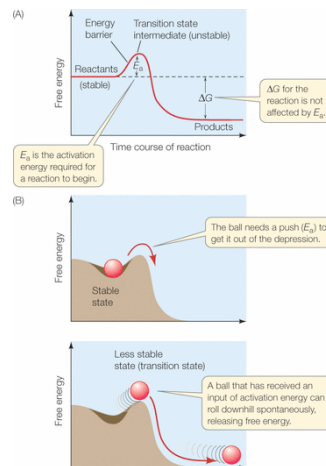 (A)
Energy
barrier
Transition state
intermediate (unstable)
Free energy
Reactants
(stable)
Ea
ΔG
Products
ΔG for the
reaction is not
affected by Ea.
Time course of reaction
Ea is the activation
energy required for
a reaction to begin.
(B)
Free energy
The ball needs a push (Ea) to
get it out of the depression.
Stable
state
Less stable
state (transition state)
Free energy
A ball that has received an
input of activation energy can
roll downhill spontaneously,
releasing free energy.